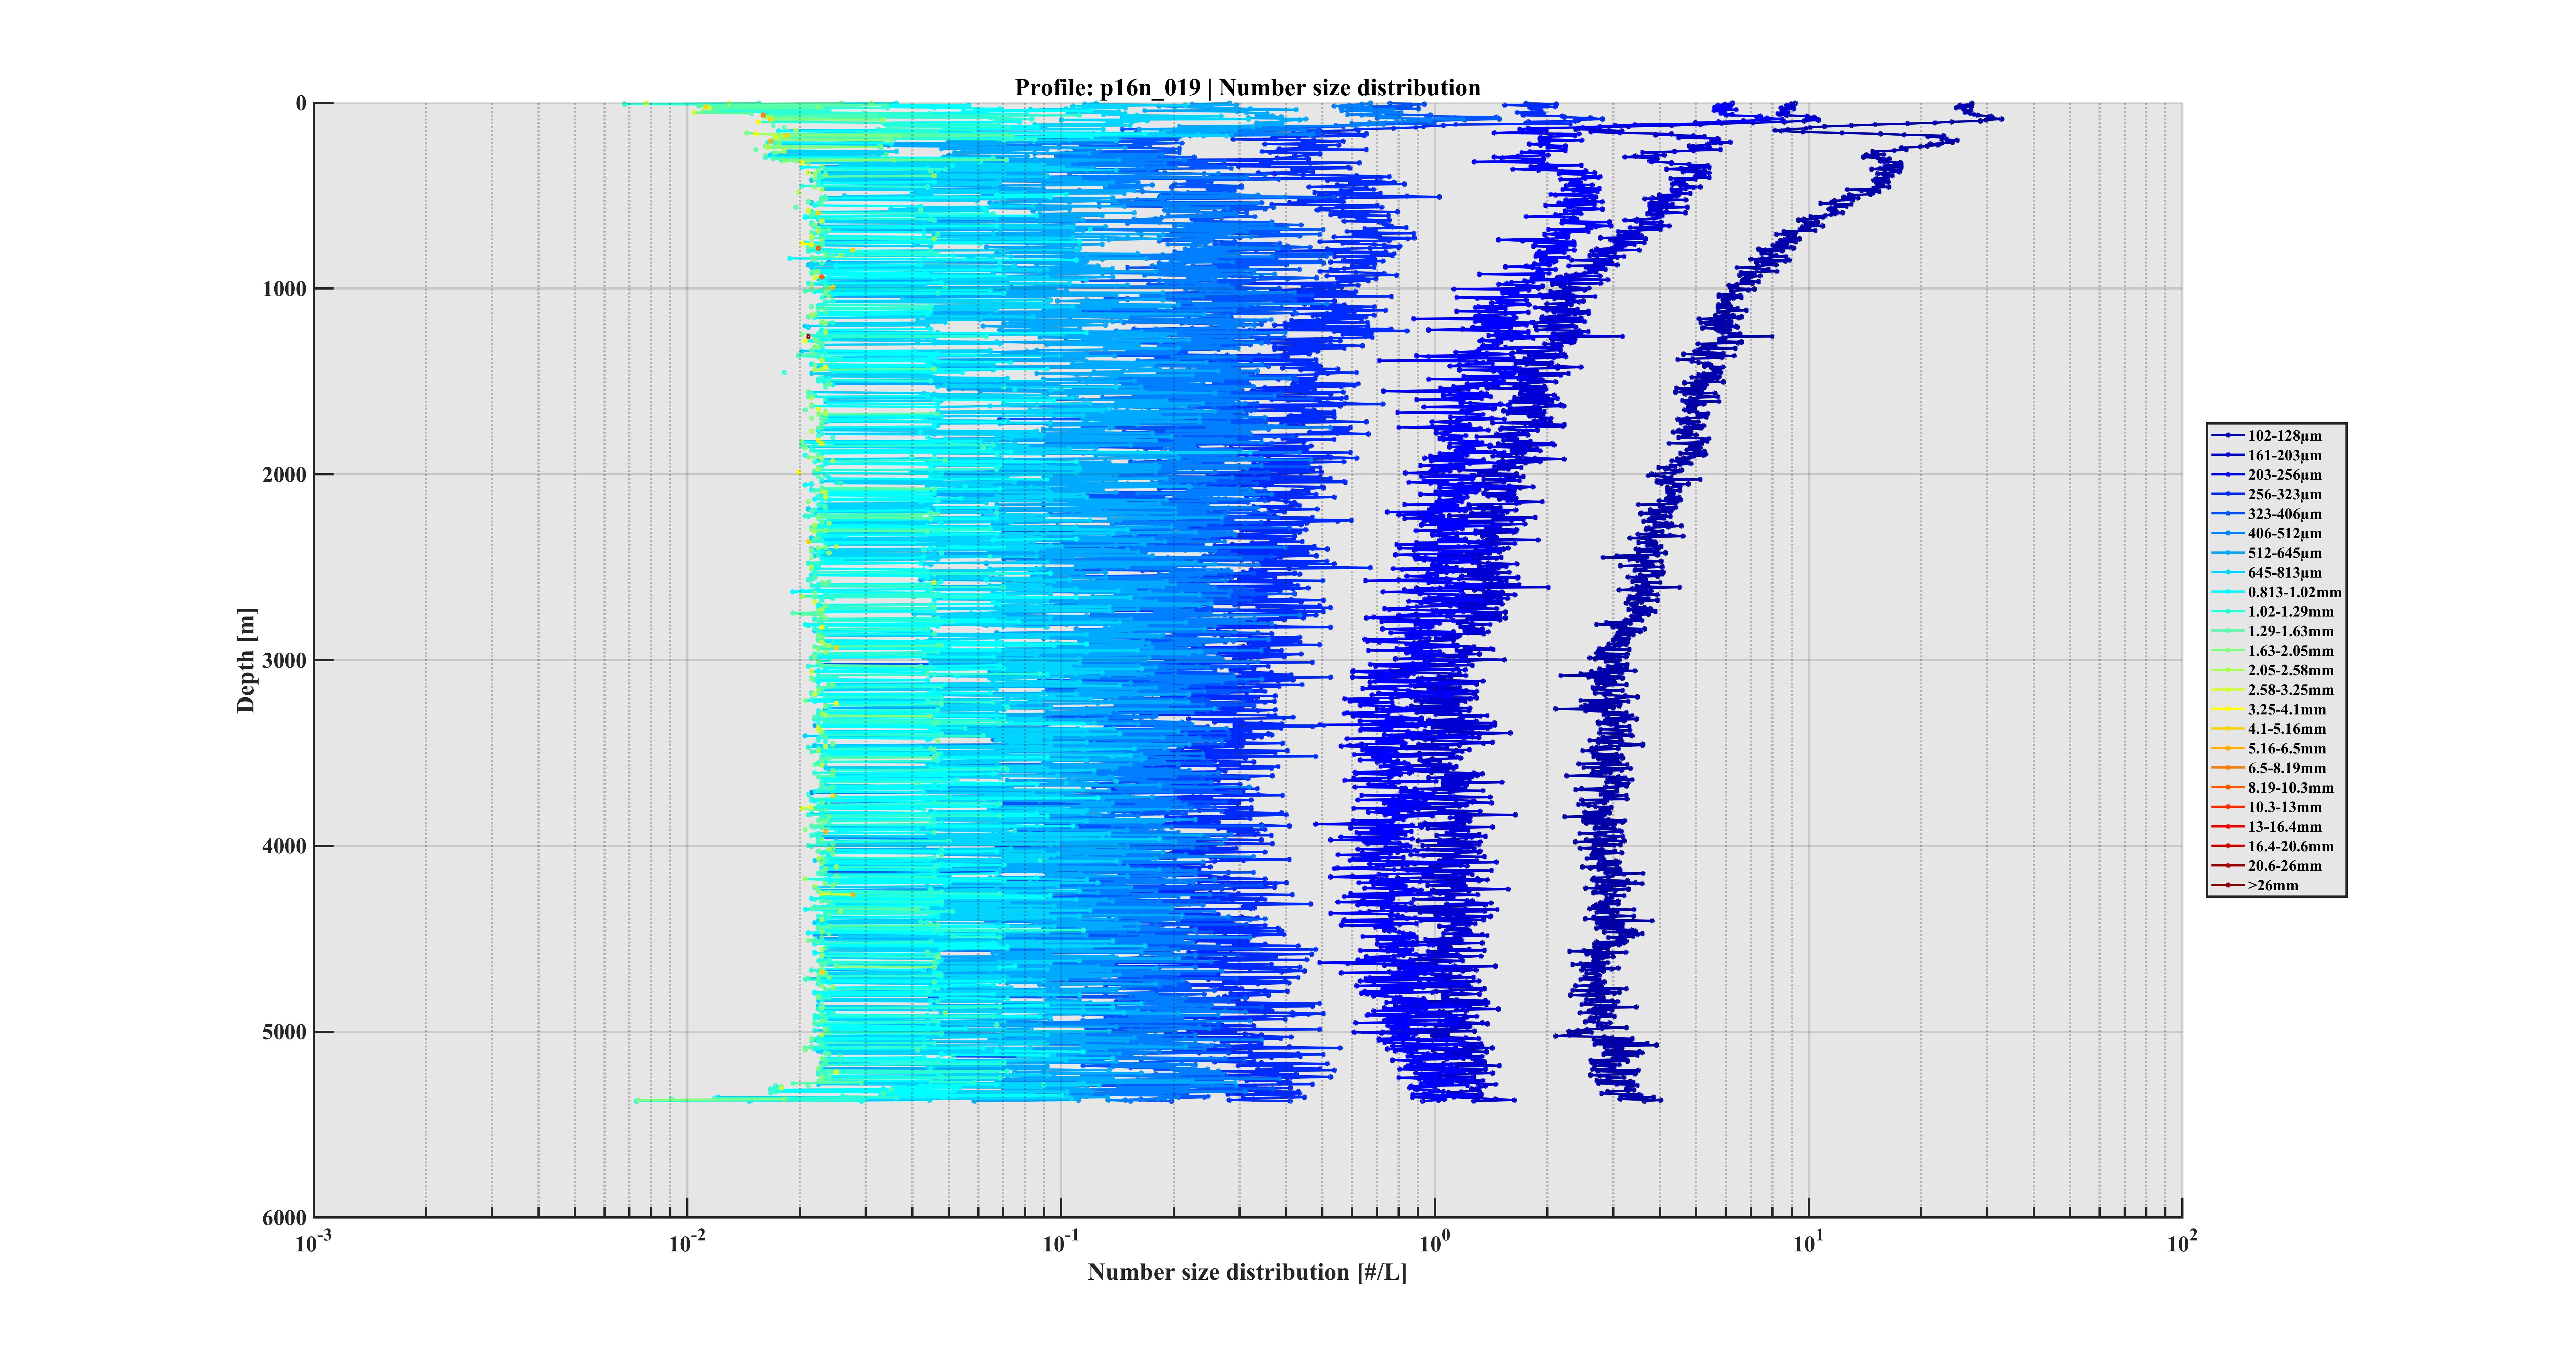 Profile: p16n_019 | Number size distribution
0
1000
2000
3000
4000
5000
6000
Depth [m]
10-3
10-2
10-1
100
101
102
Number size distribution [#/L]
102-128µm
161-203µm
203-256µm
256-323µm
323-406µm
406-512µm
512-645µm
645-813µm
0.813-1.02mm
1.02-1.29mm
1.29-1.63mm
1.63-2.05mm
2.05-2.58mm
2.58-3.25mm
3.25-4.1mm
4.1-5.16mm
5.16-6.5mm
6.5-8.19mm
8.19-10.3mm
10.3-13mm
13-16.4mm
16.4-20.6mm
20.6-26mm
>26mm